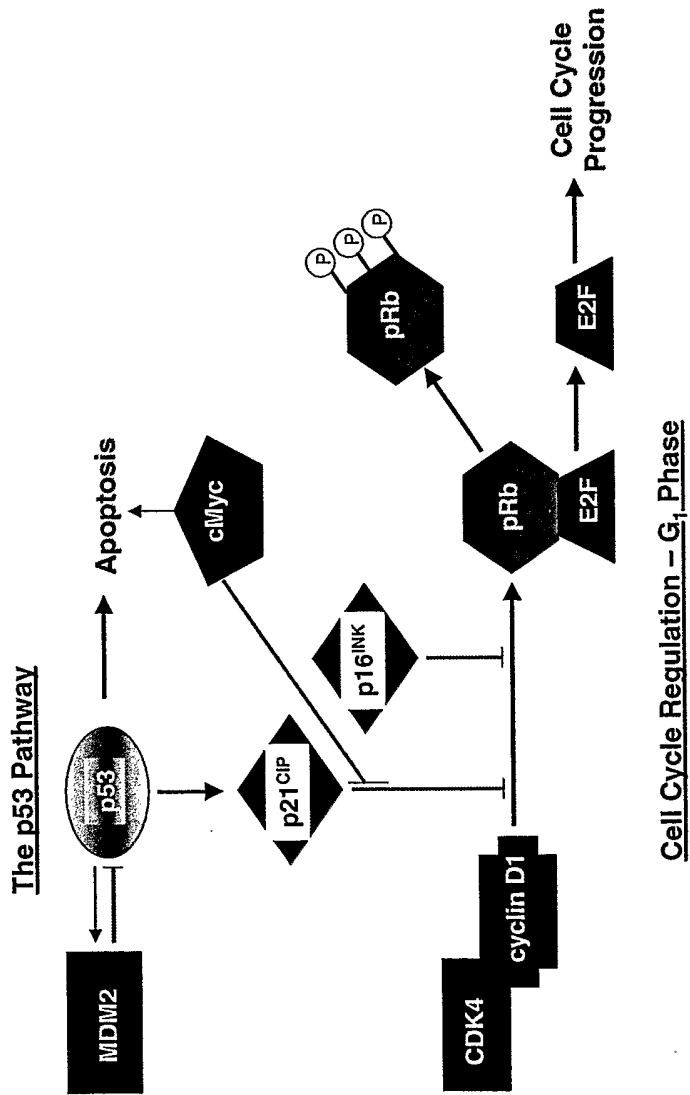 The p53 Pathway
MDM2
p53
Apoptosis
p21CIP
cMyc
p16INK
CDK4
cyclin D1
pRb
E2F
pRb
P
P
P
E2F
Cell Cycle
Progression
Cell Cycle Regulation – G1 Phase